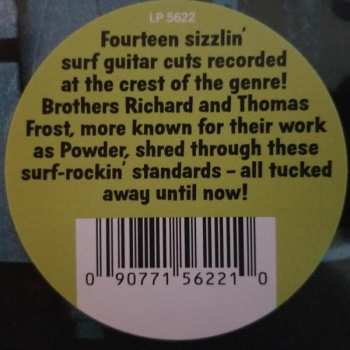 LP 5622
Fourteen sizzlin'
surf guitar cuts recorded
at the crest of the genre!
Brothers Richard and Thomas
Frost, more known for their work
as Powder, shred through these
surf-rockin' standards – all tucked
away until now!
0 90771 56221 0